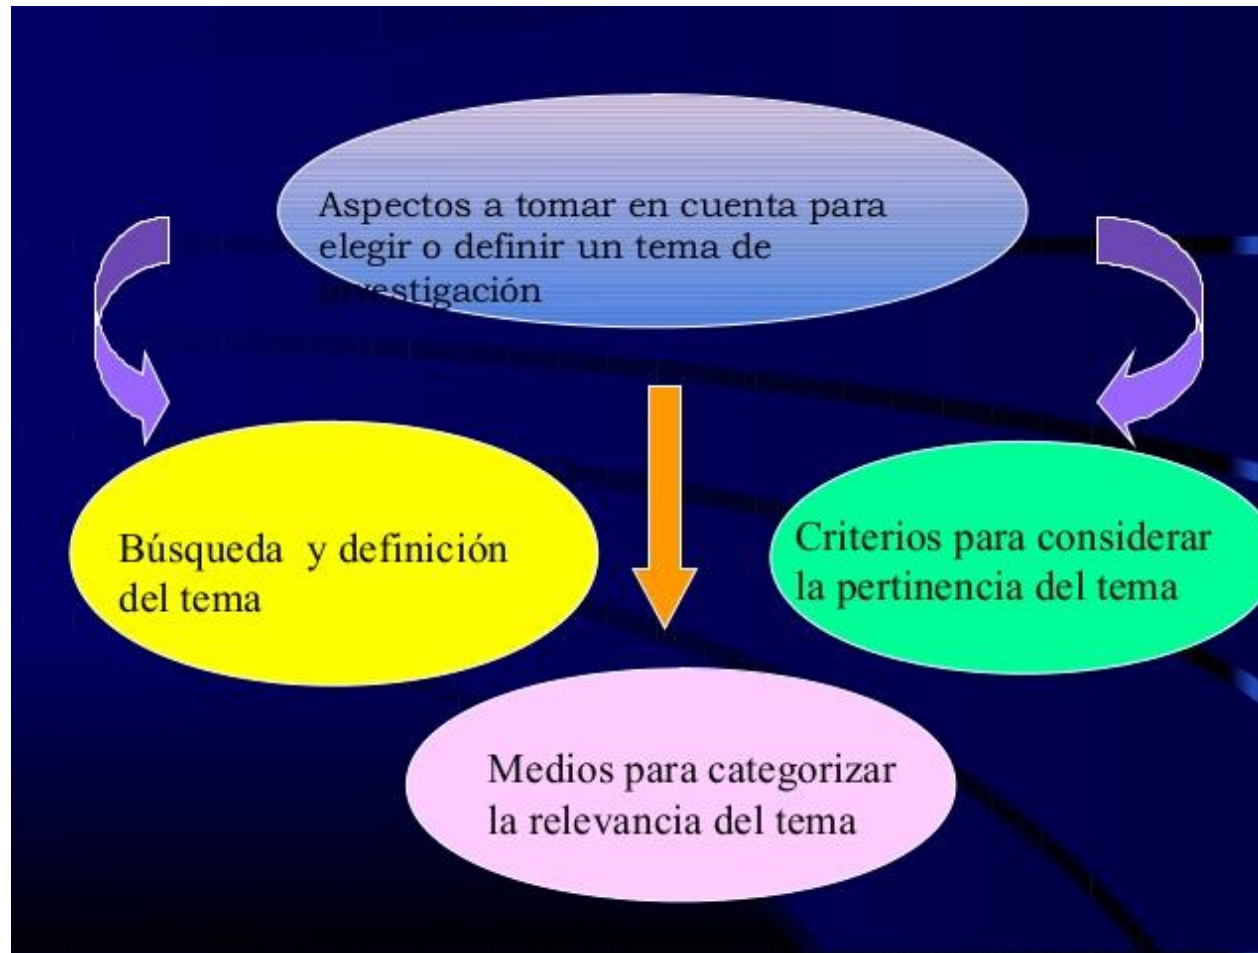 Aspectos a tomar en cuenta para
elegir o definir un tema de
investigación
Búsqueda y definición
del tema
Criterios para considerar
la pertinencia del tema
Medios para categorizar
la relevancia del tema